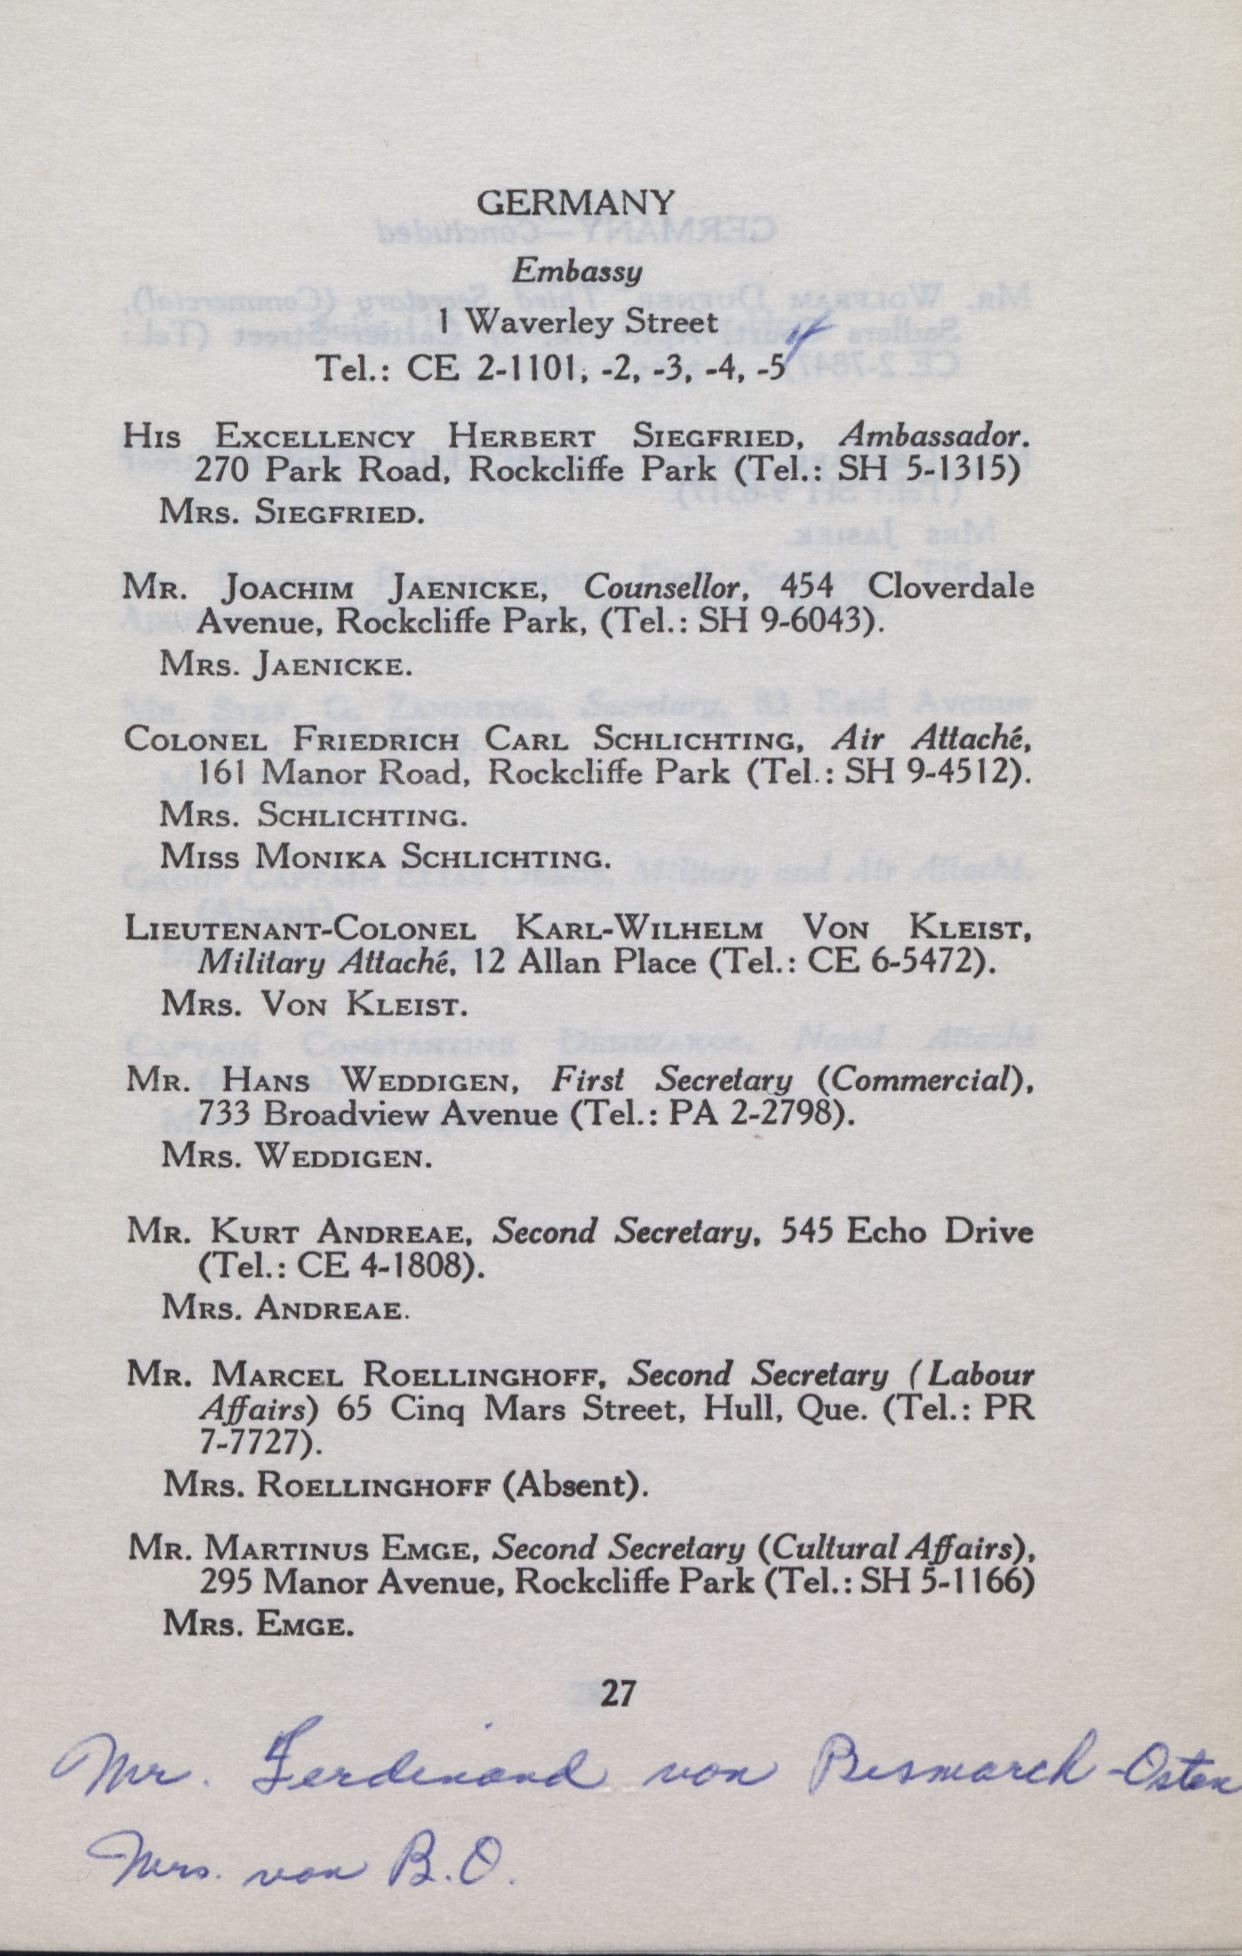 GERMANY
Embassy
1 Waverley Street
Tel.: CE 2-1101, -2, -3, -4, -5
HIS EXCELLENCY HERBERT SIEGFRIED, Ambassador.
270 Park Road, Rockcliffe Park (Tel.: SH 5-1315)
MRS. SIEGFRIED.
MR. JOACHIM JAENICKE, Counsellor, 454 Cloverdale
Avenue, Rockcliffe Park, (Tel.: SH 9-6043).
MRS. JAENICKE.
COLONEL FRIEDRICH CARL SCHLICHTING, Air Attaché,
161 Manor Road, Rockcliffe Park (Tel.: SH 9-4512).
MRS. SCHLICHTING.
MISS MONIKA SCHLICHTING.
LIEUTENANT-COLONEL KARL-WILHELM VON KLEIST,
Military Attaché, 12 Allan Place (Tel.: CE 6-5472).
MRS. VON KLEIST.
MR. HANS WEDDIGEN, First Secretary (Commercial),
733 Broadview Avenue (Tel.: PA 2-2798).
MRS. WEDDIGEN.
MR. KURT ANDREAE, Second Secretary, 545 Echo Drive
(Tel.: CE 4-1808).
MRS. ANDREAE.
MR. MARCEL ROELLINGHOFF, Second Secretary (Labour
Affairs) 65 Cinq Mars Street, Hull, Que. (Tel.: PR
7-7727).
MRS. ROELLINGHOFF (Absent).
MR. MARTINUS EMGE, Second Secretary (Cultural Affairs),
295 Manor Avenue, Rockcliffe Park (Tel.: SH 5-1166)
MRS. EMGE.
27
Mr. Ferdinand von Bismarck-Osten
Mrs. von B.O.